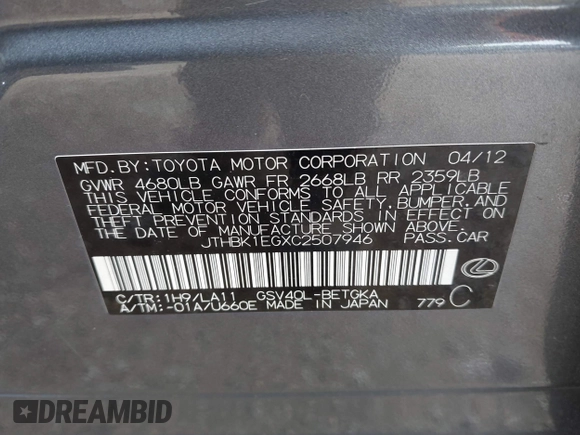 MFD.BY:TOYOTA MOTOR CORPORATION 04/12
GVWR 4680LB GAWR FR 2668LB RR 2359LB
THIS VEHICLE CONFORMS TO ALL APPLICABLE
FEDERAL MOTOR VEHICLE SAFETY,BUMPER,AND
THEFT PREVENTION STANDARDS IN EFFECT ON
THE DATE OF MANUFACTURE SHOWN ABOVE.
JTHBK1EGXC2507946 PASS.CAR
C/TR:1H9/LA11 GSV40L-BETGKA
A/TM:-01A/U660E MADE IN JAPAN 779 C
DREAMBID